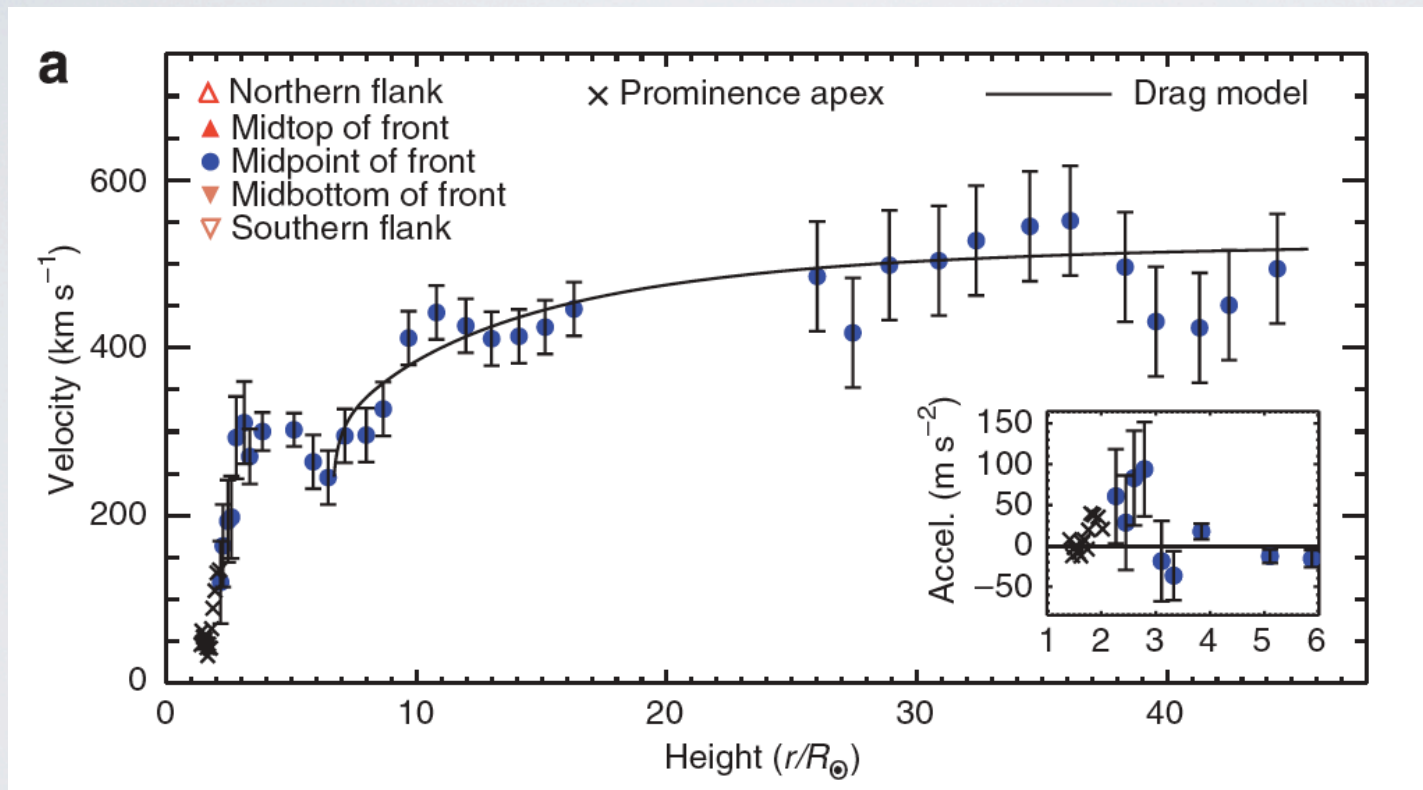 a
△ Northern flank
▲ Midtop of front
● Midpoint of front
▼ Midbottom of front
▽ Southern flank
× Prominence apex
Drag model
Velocity (km s⁻¹)
600
400
200
0
0 10 20 30 40
Height (r/R☉)
Accel. (m s⁻²)
150
100
50
0
−50
1 2 3 4 5 6